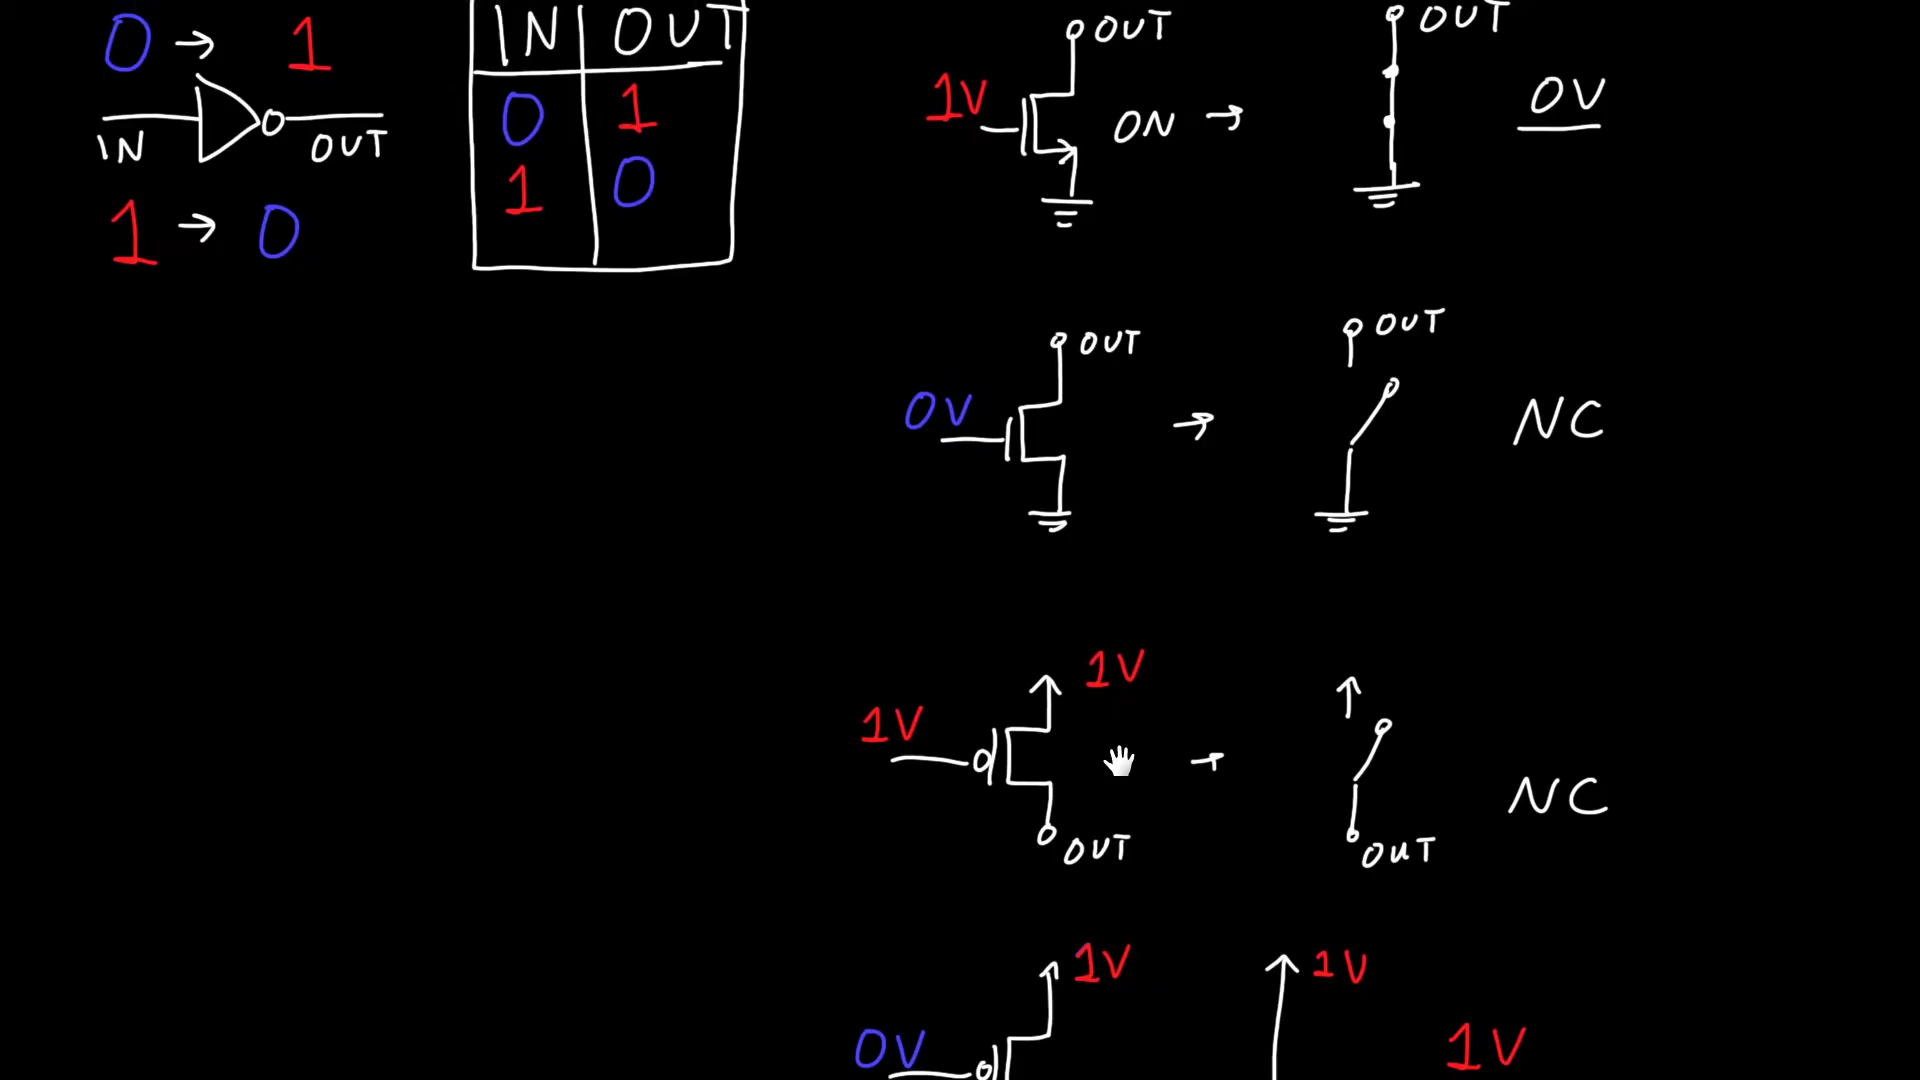 0 → 1
IN OUT
1 → 0
IN OUT
0 1
1 0
OUT
1V ON → OUT 0V
OUT
0V → OUT NC
1V
1V → OUT NC
OUT
1V 1V
0V 1V